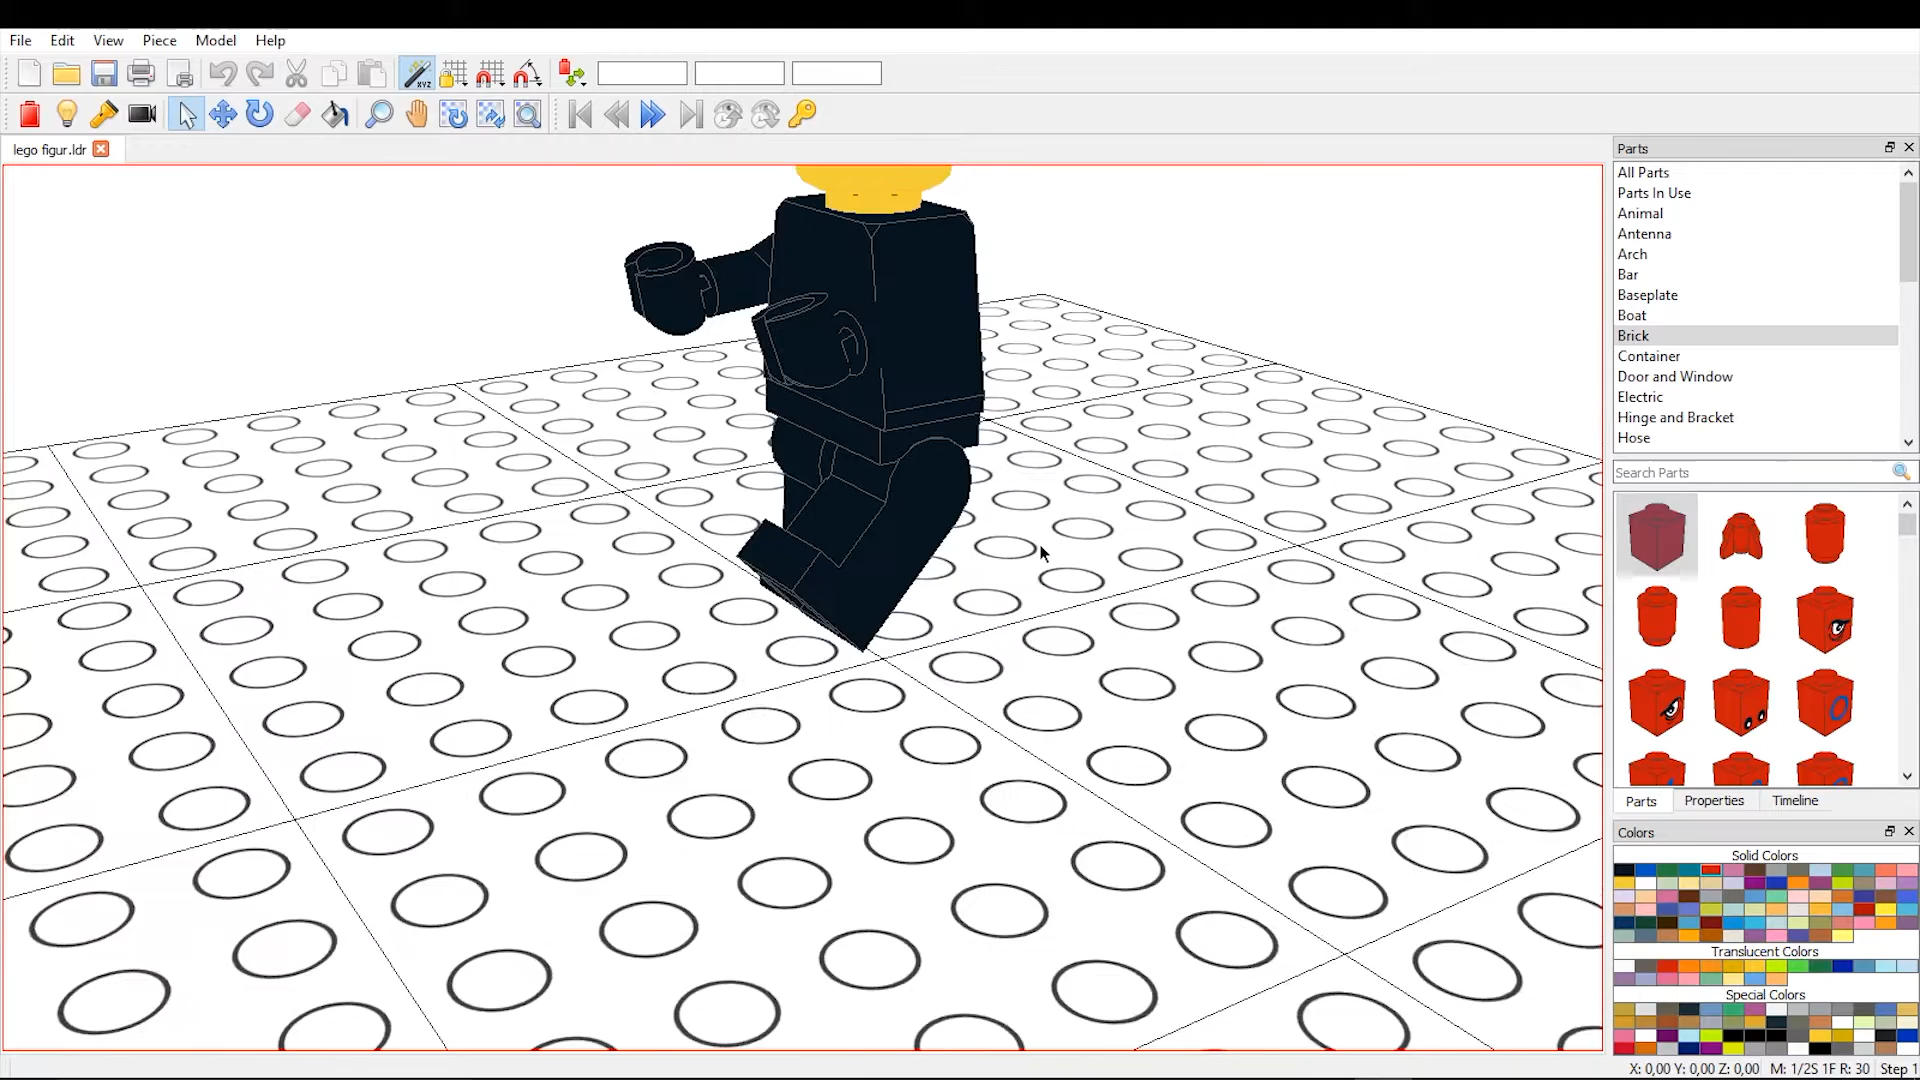 File Edit View Piece Model Help
XYZ
lego figur.ldr
Parts
All Parts
Parts In Use
Animal
Antenna
Arch
Bar
Baseplate
Boat
Brick
Container
Door and Window
Electric
Hinge and Bracket
Hose
Search Parts
Parts Properties Timeline
Colors
Solid Colors
Translucent Colors
Special Colors
X: 0,00 Y: 0,00 Z: 0,00 M: 1/2S 1F R: 30 Step 1